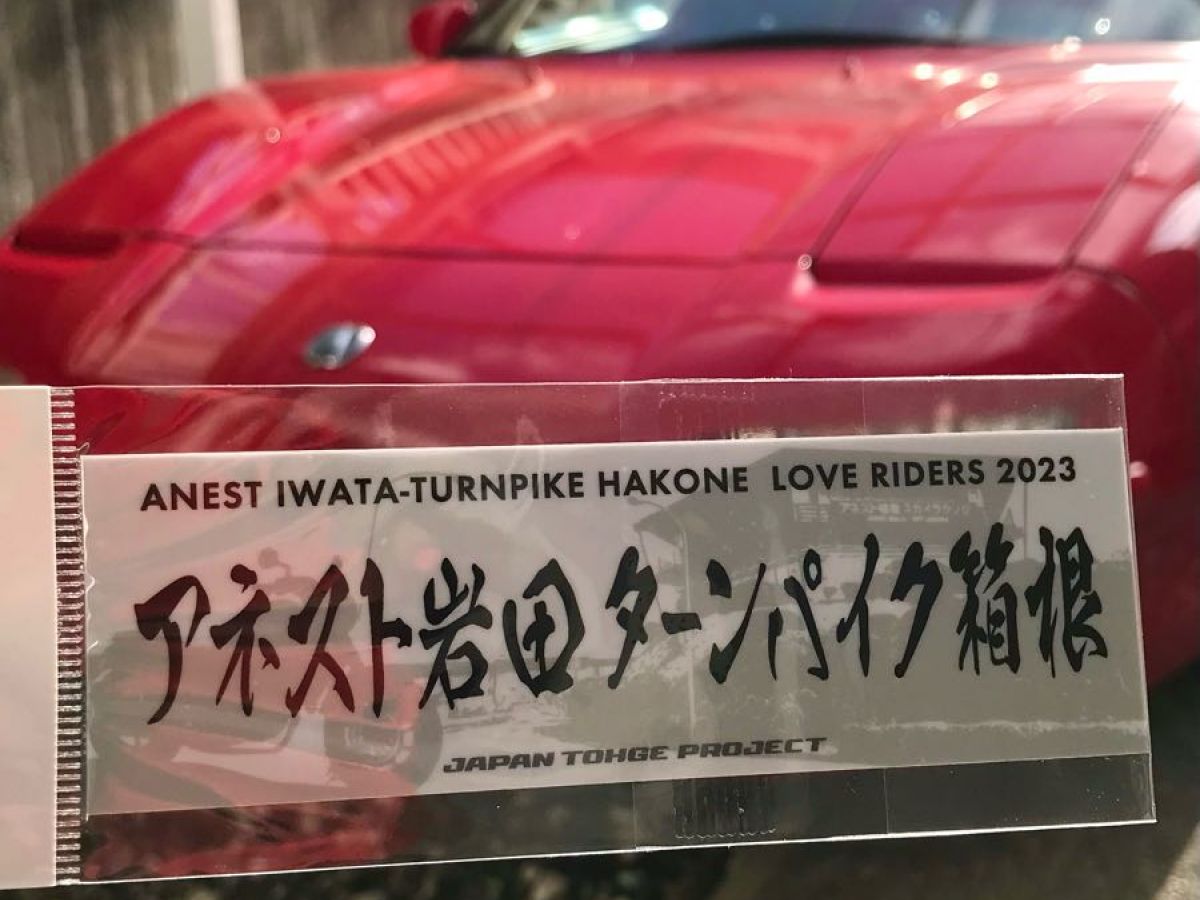 ANEST IWATA-TURNPIKE HAKONE LOVE RIDERS 2023
アネスト岩田ターンパイク箱根
JAPAN TOHGE PROJECT